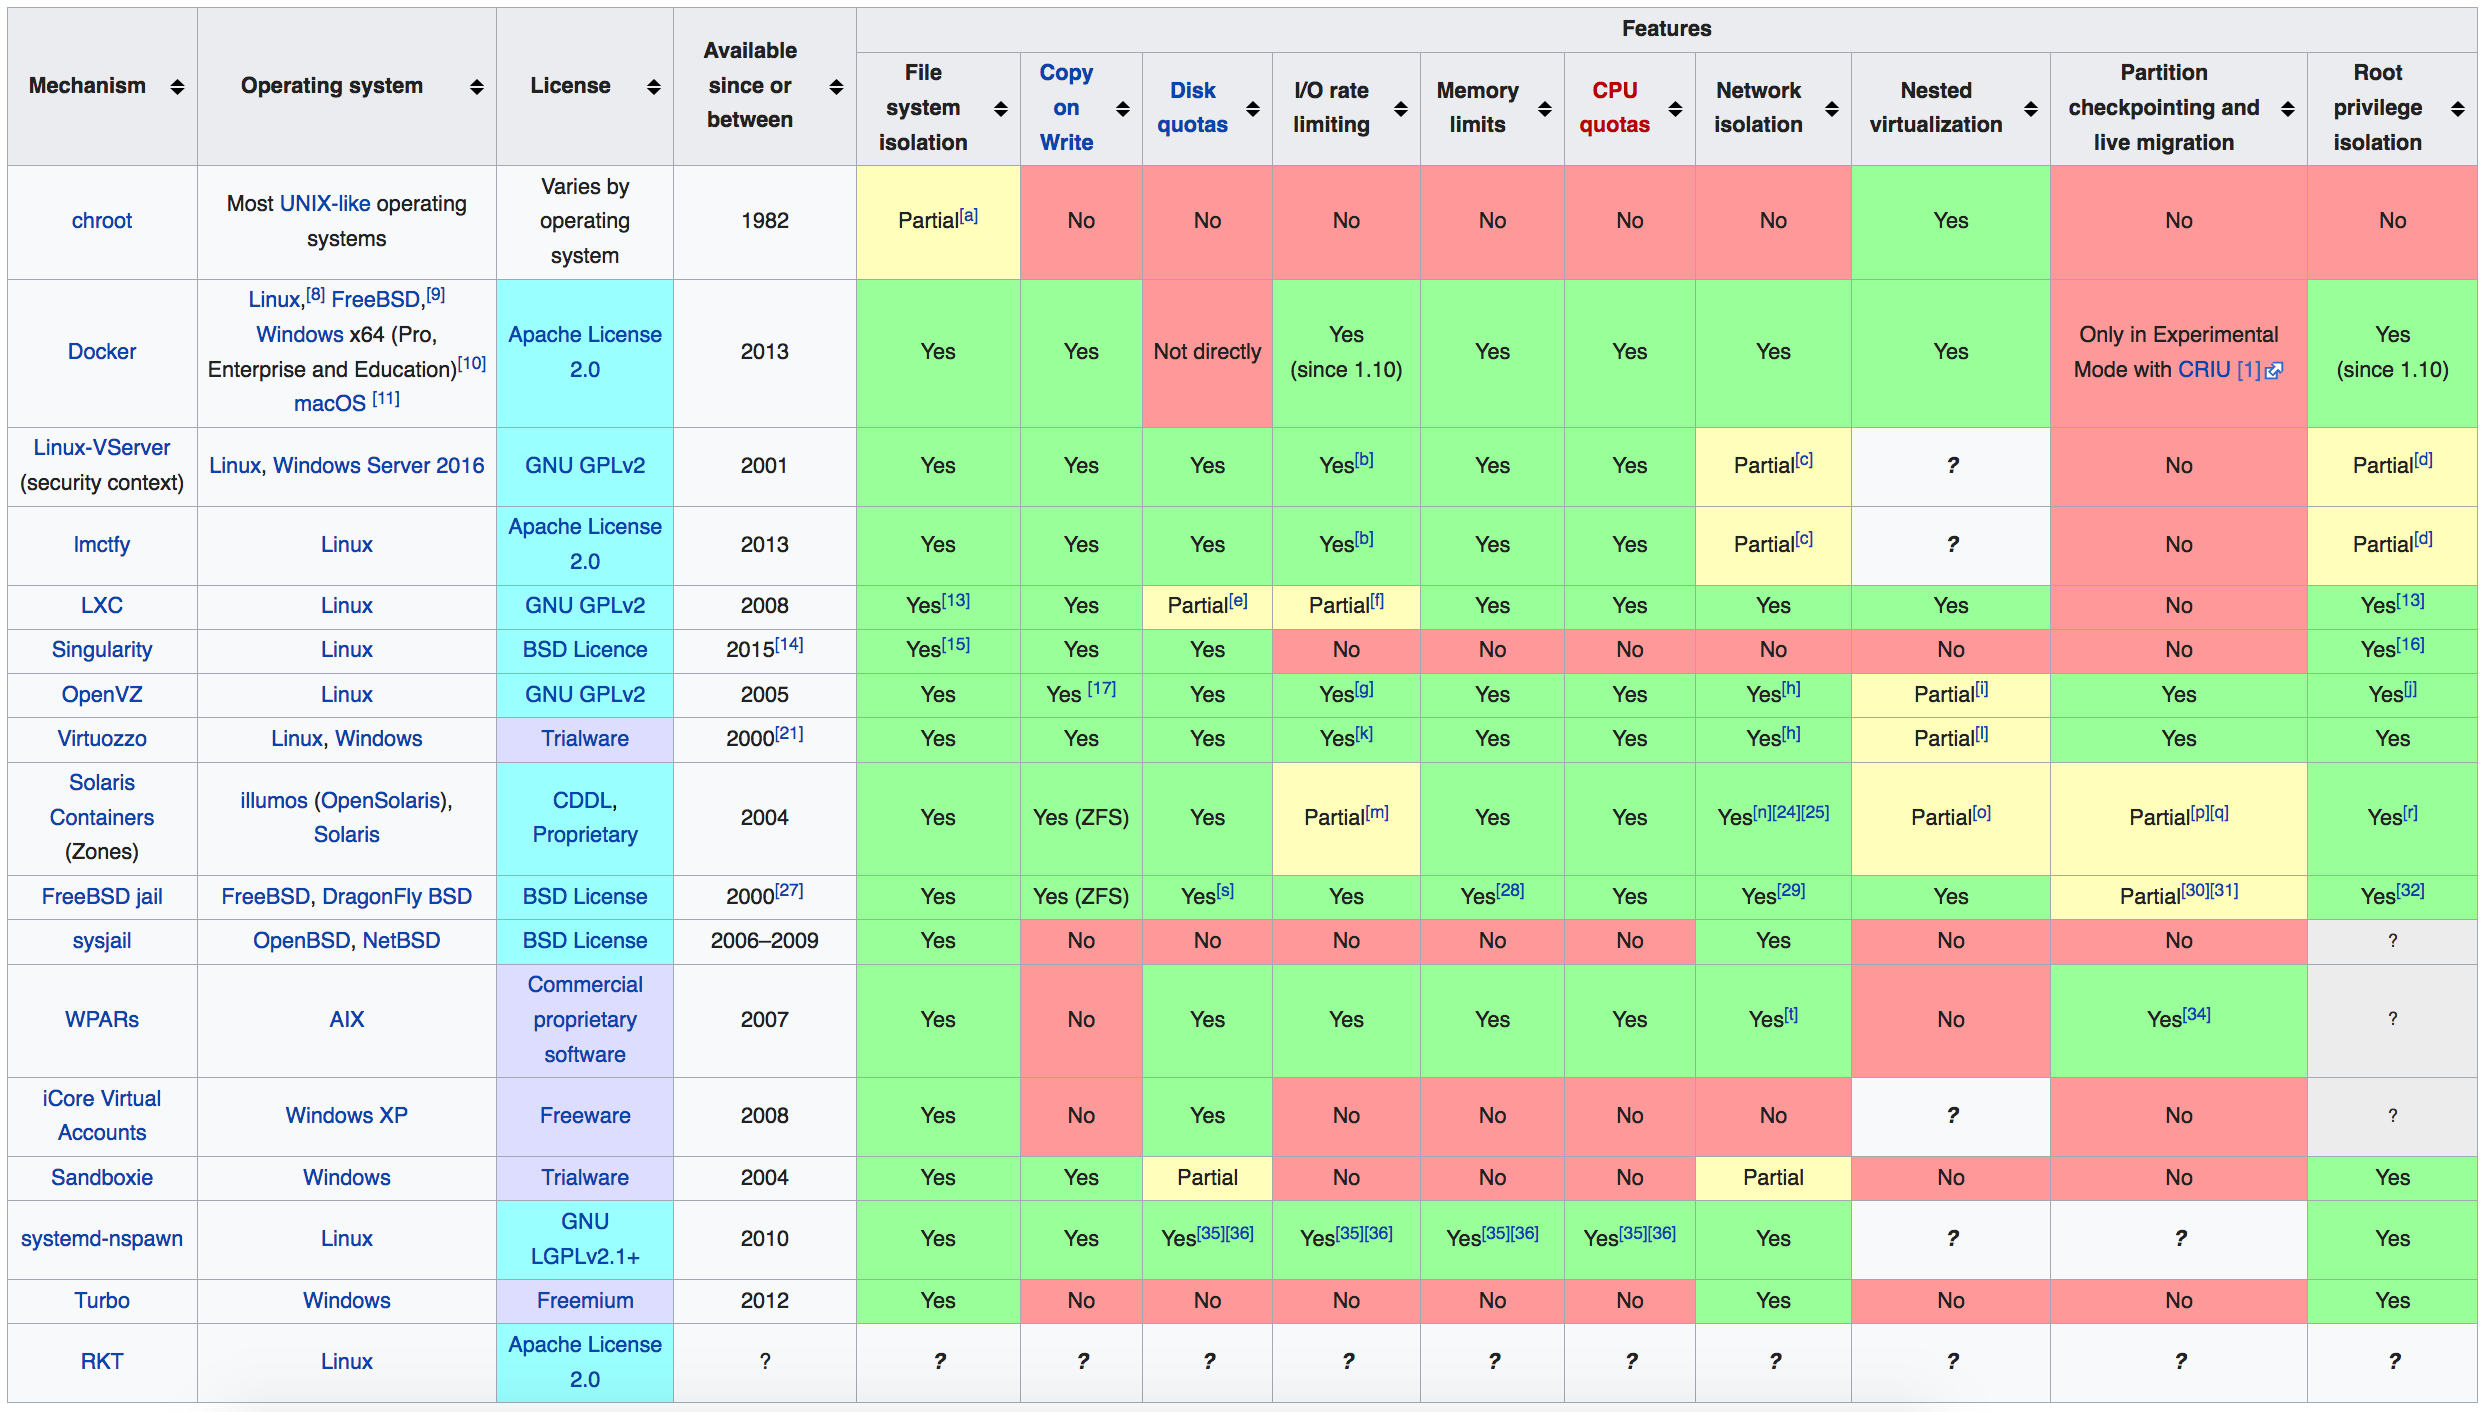 Mechanism Operating system License Available since or between Features
File system isolation Copy on Write Disk quotas I/O rate limiting Memory limits CPU quotas Network isolation Nested virtualization Partition checkpointing and live migration Root privilege isolation
chroot Most UNIX-like operating systems Varies by operating system 1982 Partial[a] No No No No No No Yes No No
Docker Linux,[8] FreeBSD,[9] Windows x64 (Pro, Enterprise and Education)[10] macOS [11] Apache License 2.0 2013 Yes Yes Not directly Yes (since 1.10) Yes Yes Yes Yes Only in Experimental Mode with CRIU [1] Yes (since 1.10)
Linux-VServer (security context) Linux, Windows Server 2016 GNU GPLv2 2001 Yes Yes Yes Yes[b] Yes Yes Partial[c] ? No Partial[d]
lmctfy Linux Apache License 2.0 2013 Yes Yes Yes Yes[b] Yes Yes Partial[c] ? No Partial[d]
LXC Linux GNU GPLv2 2008 Yes[13] Yes Partial[e] Partial[f] Yes Yes Yes Yes No Yes[13]
Singularity Linux BSD Licence 2015[14] Yes[15] Yes Yes No No No No No No Yes[16]
OpenVZ Linux GNU GPLv2 2005 Yes Yes [17] Yes Yes[g] Yes Yes Yes[h] Partial[i] Yes Yes[j]
Virtuozzo Linux, Windows Trialware 2000[21] Yes Yes Yes Yes[k] Yes Yes Yes[h] Partial[l] Yes Yes
Solaris Containers (Zones) illumos (OpenSolaris), Solaris CDDL, Proprietary 2004 Yes Yes (ZFS) Yes Partial[m] Yes Yes Yes[n][24][25] Partial[o] Partial[p][q] Yes[r]
FreeBSD jail FreeBSD, DragonFly BSD BSD License 2000[27] Yes Yes (ZFS) Yes[s] Yes Yes[28] Yes Yes[29] Yes Partial[30][31] Yes[32]
sysjail OpenBSD, NetBSD BSD License 2006–2009 Yes No No No No No Yes No No ?
WPARs AIX Commercial proprietary software 2007 Yes No Yes Yes Yes Yes Yes[t] No Yes[34] ?
iCore Virtual Accounts Windows XP Freeware 2008 Yes No Yes No No No No ? No ?
Sandboxie Windows Trialware 2004 Yes Yes Partial No No No Partial No No Yes
systemd-nspawn Linux GNU LGPLv2.1+ 2010 Yes Yes Yes[35][36] Yes[35][36] Yes[35][36] Yes[35][36] Yes ? ? Yes
Turbo Windows Freemium 2012 Yes No No No No No Yes No No Yes
RKT Linux Apache License 2.0 ? ? ? ? ? ? ? ? ? ? ?